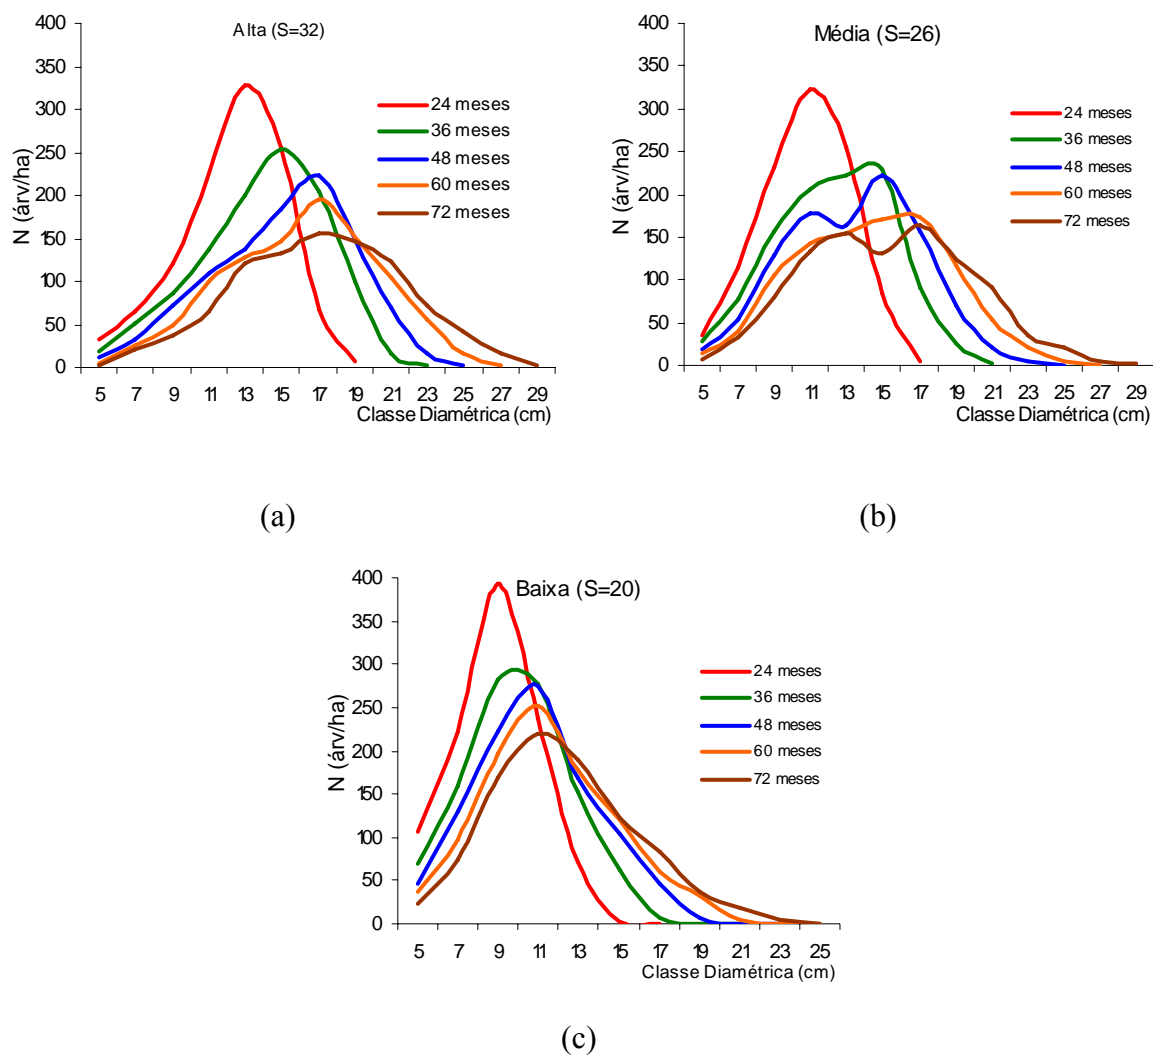 Alta (S=32)
N (árv/ha)
400
350
300
250
200
150
100
50
0
24 meses
36 meses
48 meses
60 meses
72 meses
5 7 9 11 13 15 17 19 21 23 25 27 29
Classe Diamétrica (cm)
(a)
Média (S=26)
N (árv/ha)
400
350
300
250
200
150
100
50
0
24 meses
36 meses
48 meses
60 meses
72 meses
5 7 9 11 13 15 17 19 21 23 25 27 29
Classe Diamétrica (cm)
(b)
Baixa (S=20)
N (árv/ha)
400
350
300
250
200
150
100
50
0
24 meses
36 meses
48 meses
60 meses
72 meses
5 7 9 11 13 15 17 19 21 23 25
Classe Diamétrica (cm)
(c)